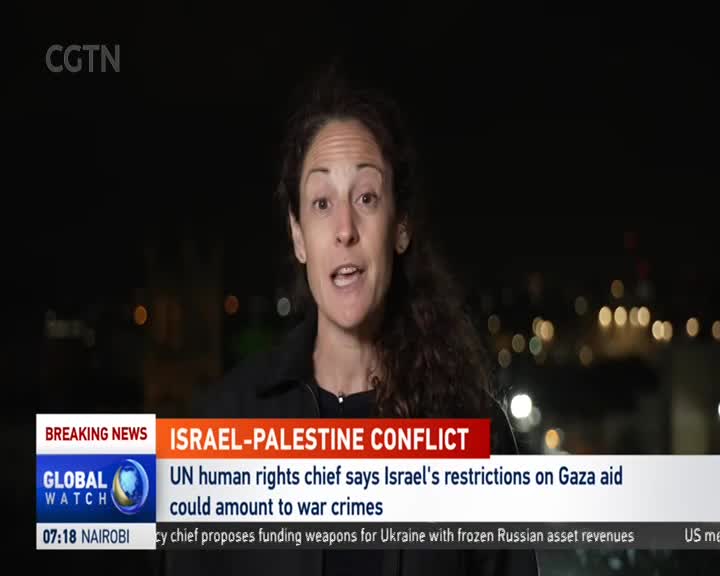 CGTN
BREAKING NEWS
ISRAEL-PALESTINE CONFLICT
GLOBAL
WATCH
UN human rights chief says Israel's restrictions on Gaza aid
could amount to war crimes
07:18 NAIROBI
cy chief proposes funding weapons for Ukraine with frozen Russian asset revenues US me